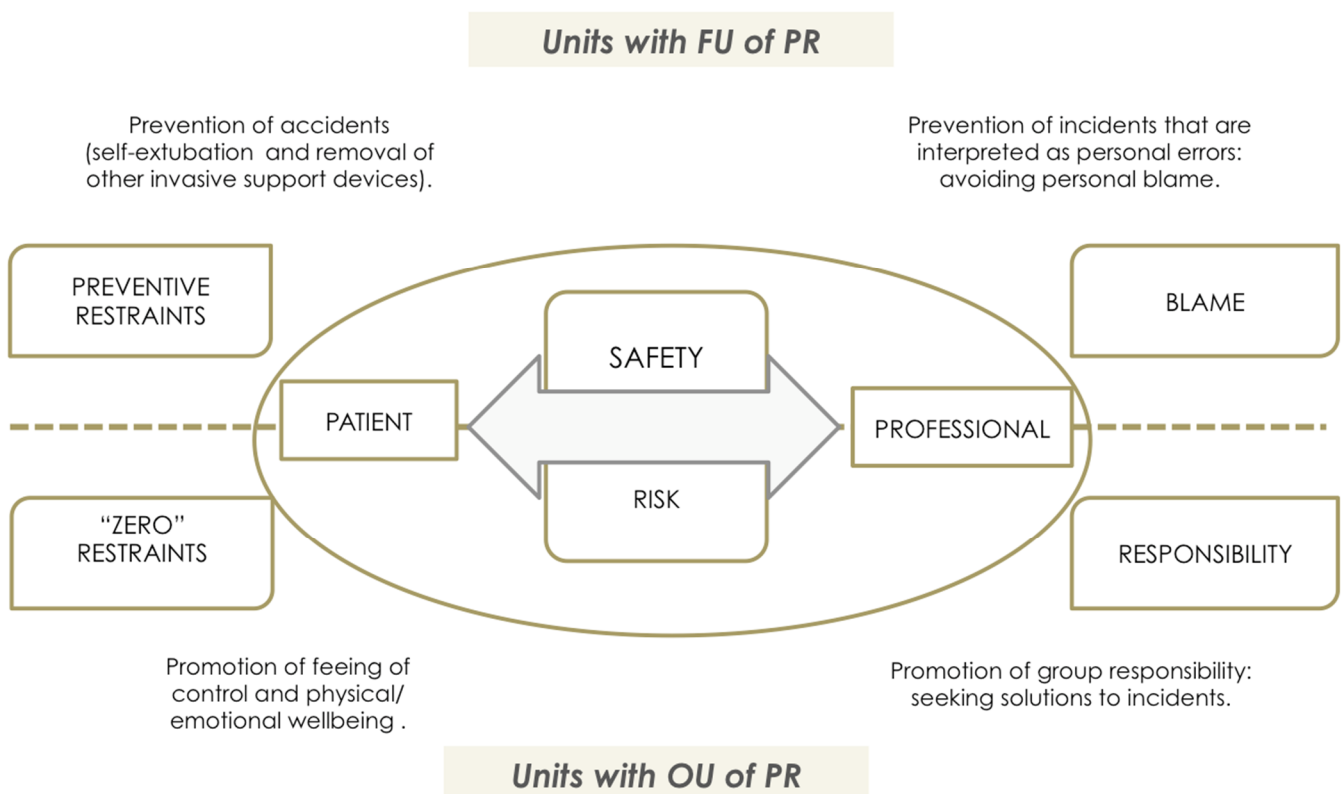 Units with FU of PR
Prevention of accidents
(self-extubation and removal of
other invasive support devices).
Prevention of incidents that are
interpreted as personal errors:
avoiding personal blame.
PREVENTIVE
RESTRAINTS
SAFETY
BLAME
PATIENT
PROFESSIONAL
"ZERO"
RESTRAINTS
RISK
RESPONSIBILITY
Promotion of feeing of
control and physical/
emotional wellbeing .
Promotion of group responsibility:
seeking solutions to incidents.
Units with OU of PR